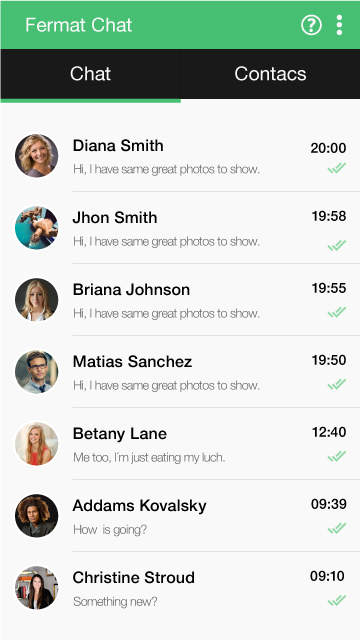 Fermat Chat
Chat Contacs
Diana Smith 20:00
Hi, I have same great photos to show.
Jhon Smith 19:58
Hi, I have same great photos to show.
Briana Johnson 19:55
Hi, I have same great photos to show.
Matias Sanchez 19:50
Hi, I have same great photos to show.
Betany Lane 12:40
Me too, I´m just eating my luch.
Addams Kovalsky 09:39
How is going?
Christine Stroud 09:10
Something new?